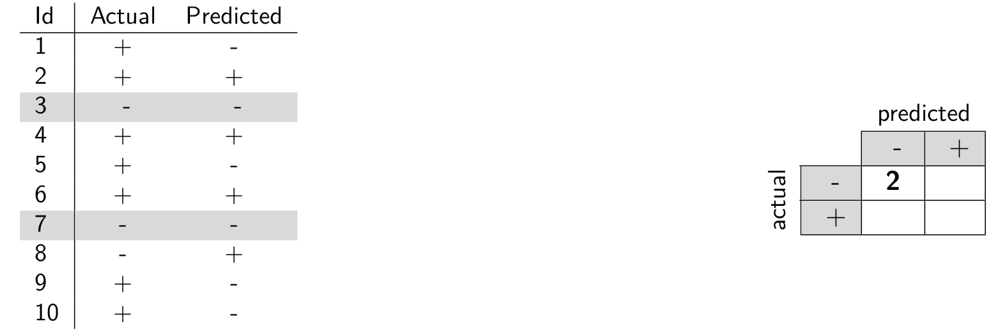 Id Actual Predicted
1 + -
2 + +
3 - -
4 + +
5 + -
6 + +
7 - -
8 - +
9 + -
10 + -
predicted
- +
actual
- 2
+